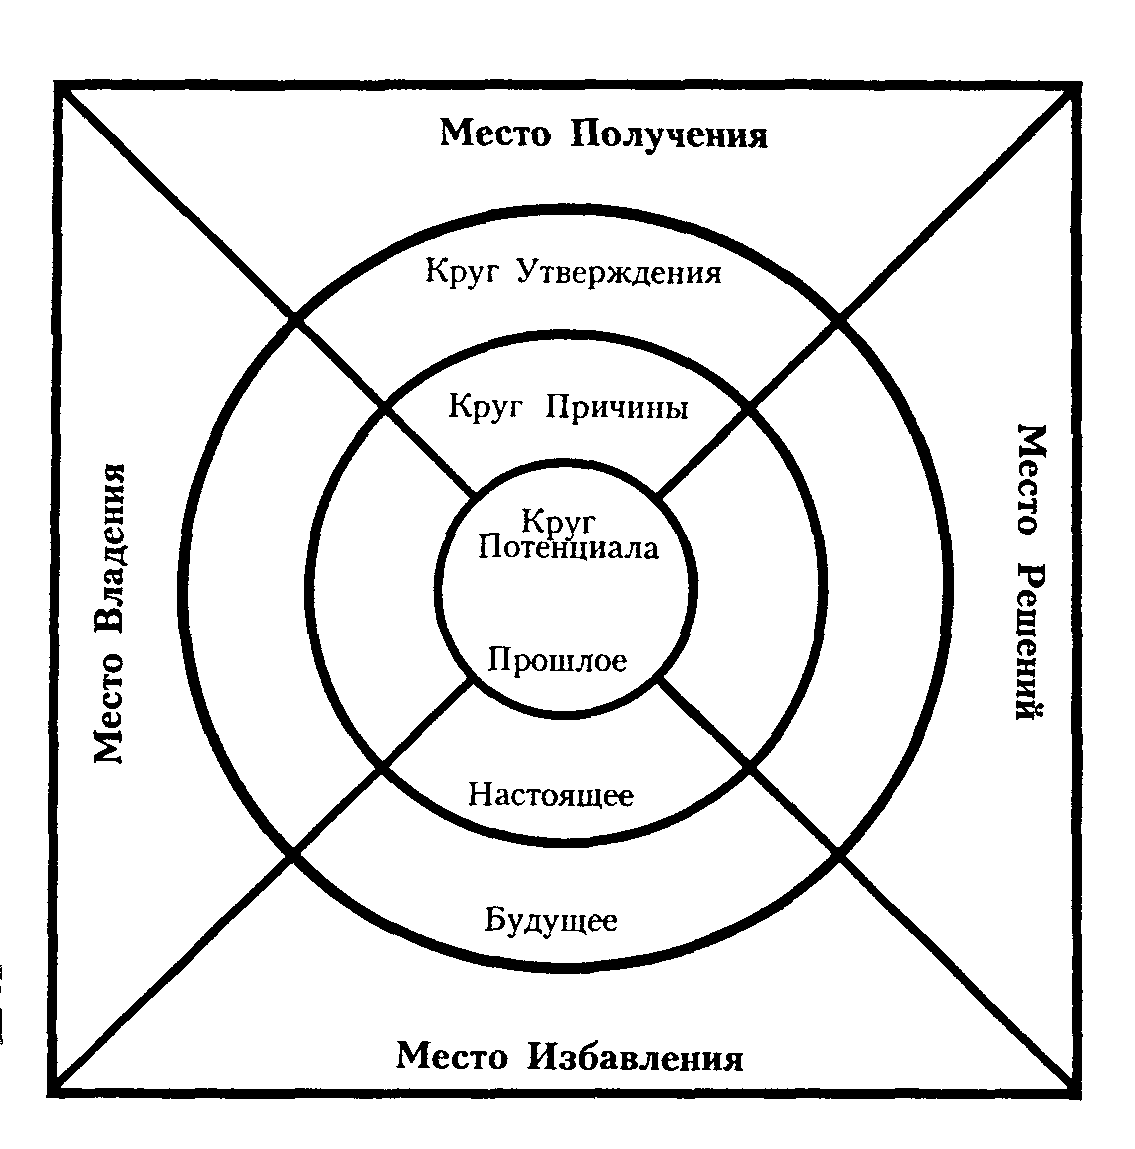 Место Получения
Круг Утверждения
Круг Причины
Круг
Потенциала
Прошлое
Настоящее
Будущее
Место Избавления
Место Владения
Место Решений